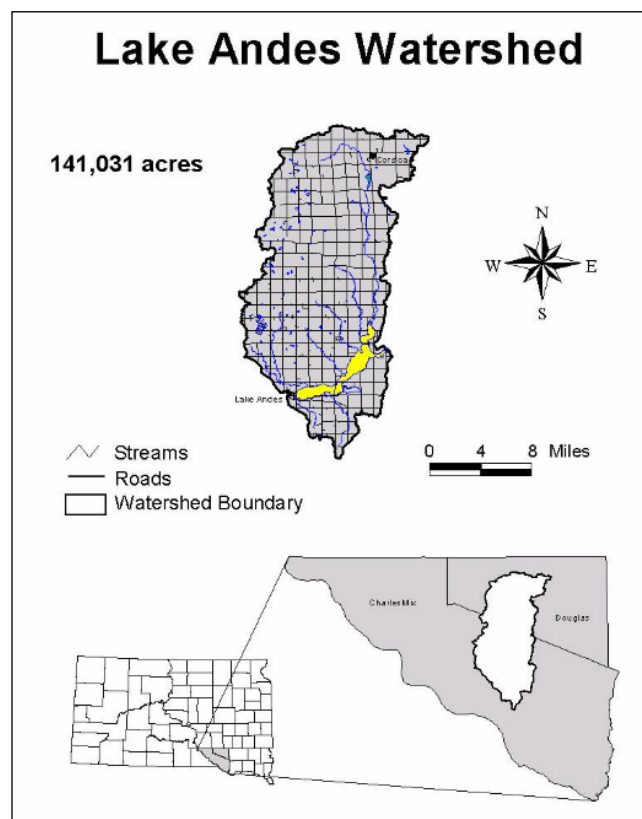 Lake Andes Watershed
141,031 acres
Corsica
N
W E
S
Lake Andes
0 4 8 Miles
Streams
Roads
Watershed Boundary
Charles Mix
Douglas